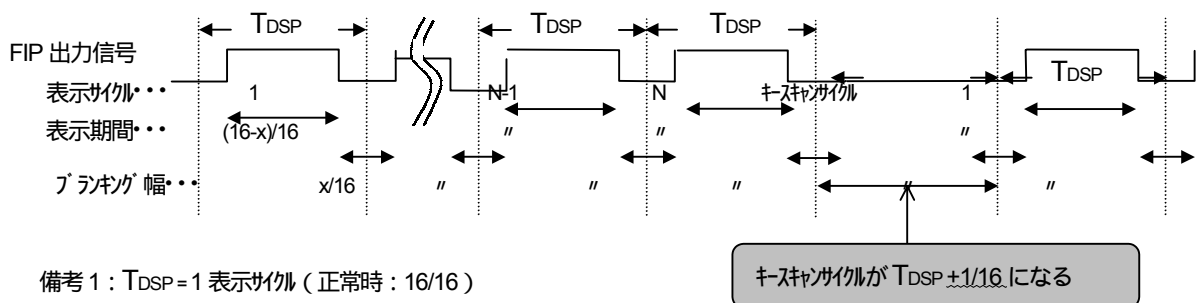 TDSP TDSP TDSP
FIP 出力信号
TDSP
表示ｻｲｸﾙ・・・ 1 N-1 N ｷｰｽｷｬﾝｻｲｸﾙ 1
表示期間・・・ (16-x)/16 〃 〃 〃
ﾌﾞﾗﾝｷﾝｸﾞ幅・・・ x/16 〃 〃 〃 〃 〃
備考 1 : TDSP = 1 表示ｻｲｸﾙ ( 正常時 : 16/16 )
ｷｰｽｷｬﾝｻｲｸﾙが TDSP +1/16 になる